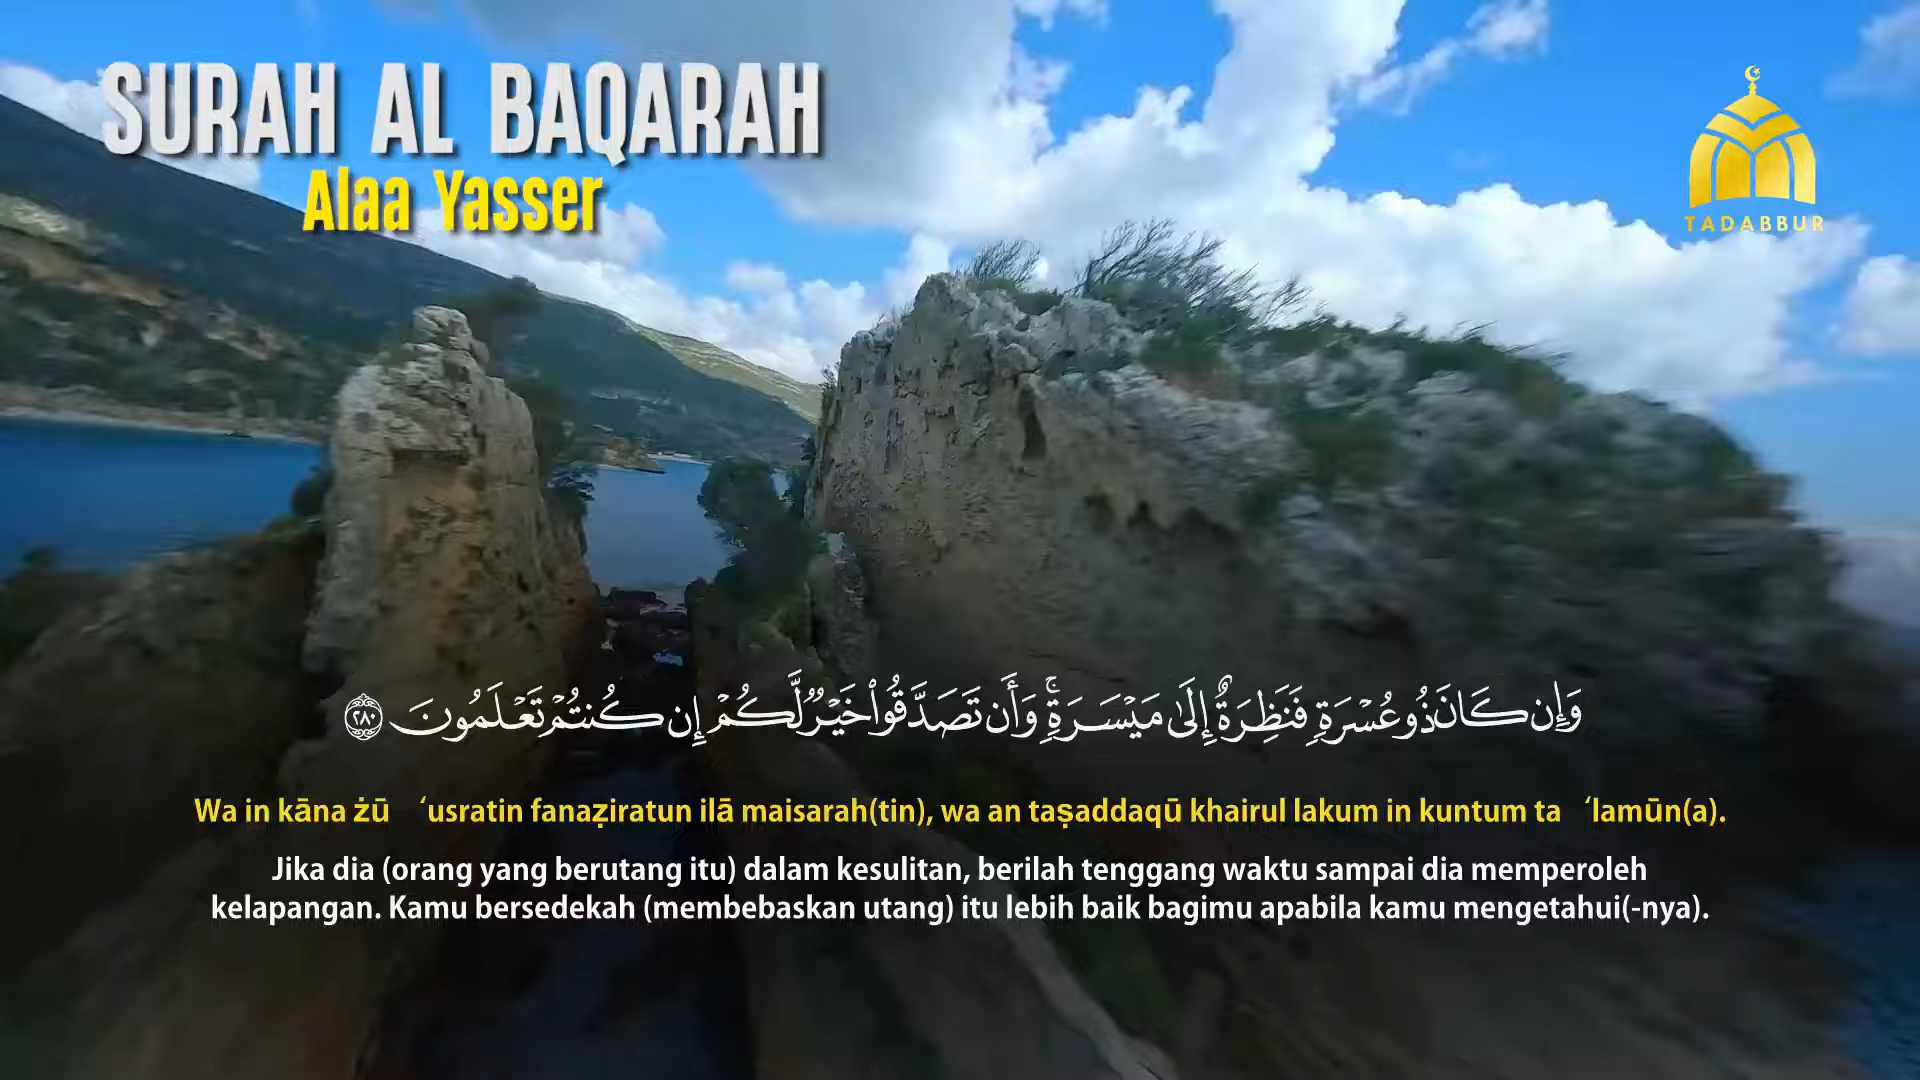 SURAH AL BAQARAH
Alaa Yasser
TADABBUR
وَإِن كَانَ ذُو عُسْرَةٍ فَنَظِرَةٌ إِلَىٰ مَيْسَرَةٍ ۚ وَأَن تَصَدَّقُوا۟ خَيْرٌ لَّكُمْ إِن كُنتُمْ تَعْلَمُونَ ٢٨٠
Wa in kāna żū ‘usratin fanaẓiratun ilā maisarah(tin), wa an taṣaddaqū khairul lakum in kuntum ta ‘lamūn(a).
Jika dia (orang yang berutang itu) dalam kesulitan, berilah tenggang waktu sampai dia memperoleh
kelapangan. Kamu bersedekah (membebaskan utang) itu lebih baik bagimu apabila kamu mengetahui(-nya).